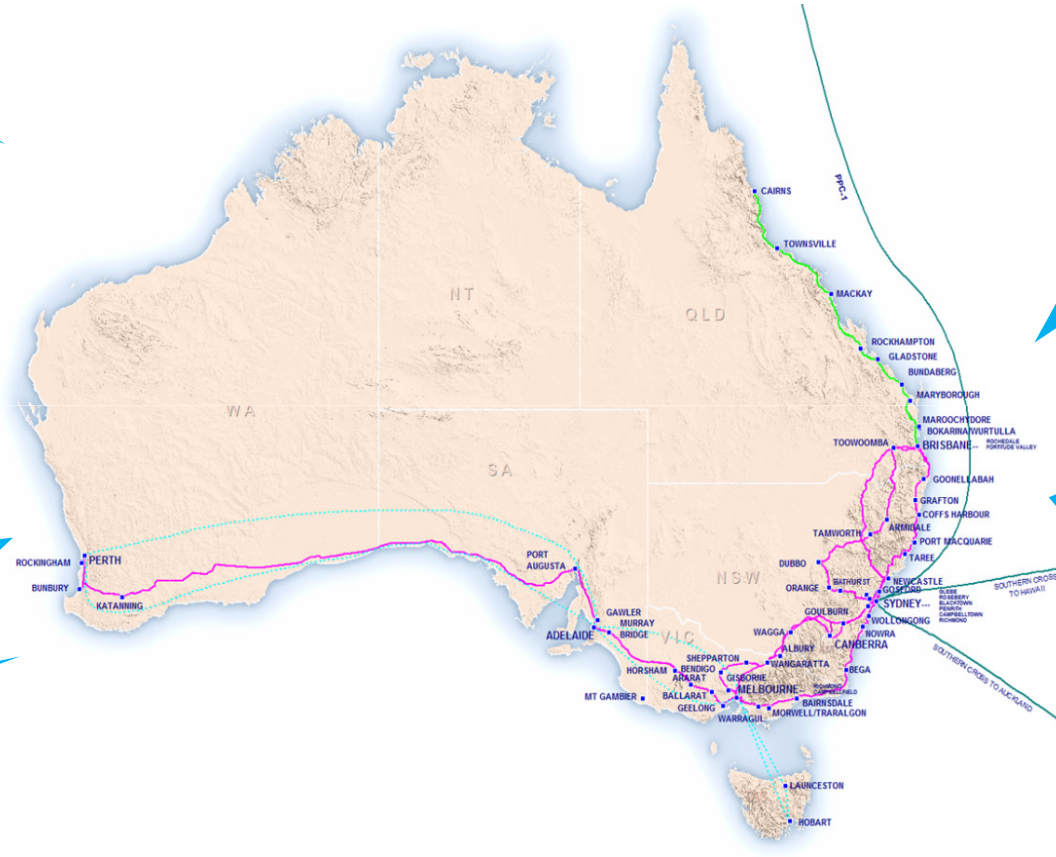 CAIRNS
PPC-1
TOWNSVILLE
NT
MACKAY
QLD
ROCKHAMPTON
GLADSTONE
BUNDABERG
MARYBOROUGH
WA
MAROOCHYDORE
BOKARINA/WURTULLA
TOOWOOMBA
BRISBANE
ROCHEDALE
FORTITUDE VALLEY
SA
GOONELLABAH
GRAFTON
COFFS HARBOUR
TAMWORTH
ARMIDALE
PORT MACQUARIE
TAREE
PORT
AUGUSTA
ROCKINGHAM
PERTH
DUBBO
NSW
BATHURST
NEWCASTLE
SOUTHERN CROSS
TO HAWAII
BUNBURY
ORANGE
GOSFORD
KATANNING
SYDNEY
GLEBE
ROSEBERY
BLACKTOWN
PENRITH
CAMPBELLTOWN
RICHMOND
GAWLER
GOULBURN
WOLLONGONG
MURRAY
BRIDGE
ADELAIDE
VIC
WAGGA
NOWRA
CANBERRA
ALBURY
SHEPPARTON
WANGARATTA
HORSHAM
BENDIGO
BEGA
SOUTHERN CROSS TO AUCKLAND
ARARAT
GISBORNE
MT GAMBIER
BALLARAT
MELBOURNE
RICHMOND
CAMPBELLFIELD
BAIRNSDALE
GEELONG
MORWELL/TRARALGON
WARRAGUL
LAUNCESTON
HOBART